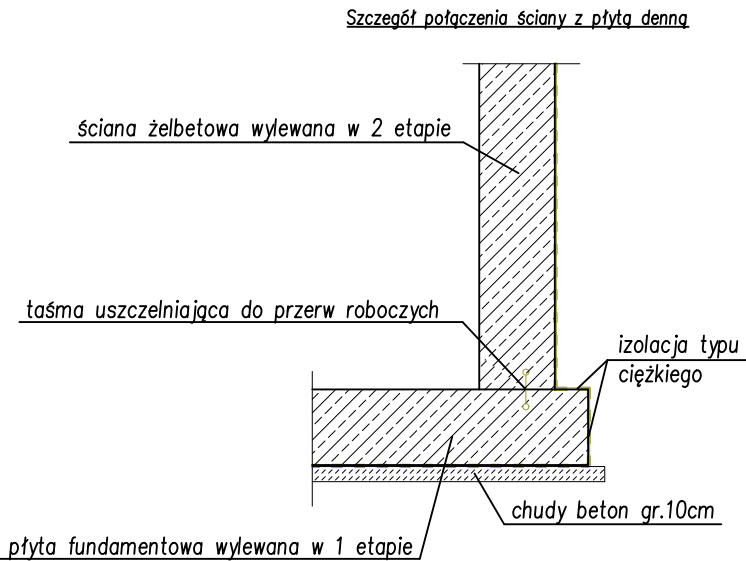 Szczegół połączenia ściany z płytą denną
ściana żelbetowa wylewana w 2 etapie
taśma uszczelniająca do przerw roboczych
izolacja typu
ciężkiego
chudy beton gr.10cm
płyta fundamentowa wylewana w 1 etapie